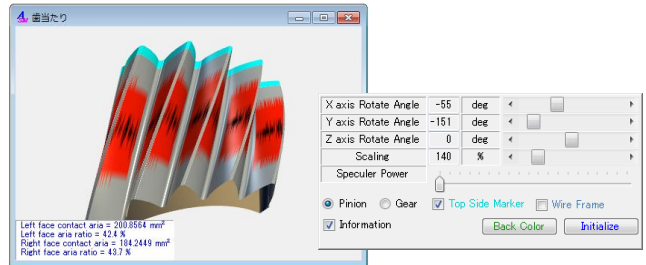 歯当たり
Left face contact aria = 200.8564 mm²
Left face aria ratio = 42.4 %
Right face contact aria = 184.2449 mm²
Right face aria ratio = 43.7 %
X axis Rotate Angle -55 deg
Y axis Rotate Angle -151 deg
Z axis Rotate Angle 0 deg
Scaling 140 %
Speculer Power
Pinion Gear Top Side Marker Wire Frame
Information Back Color Initialize